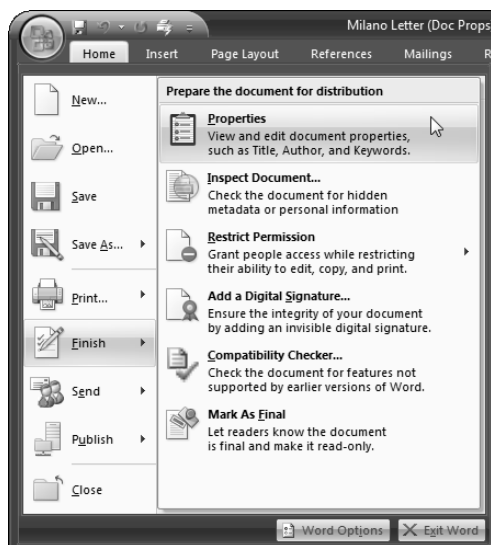 Milano Letter (Doc Props
Home Insert Page Layout References Mailings R
Prepare the document for distribution
New...
Open...
Save
Save As...
Print...
Finish
Send
Publish
Close
Properties
View and edit document properties,
such as Title, Author, and Keywords.
Inspect Document...
Check the document for hidden
metadata or personal information
Restrict Permission
Grant people access while restricting
their ability to edit, copy, and print.
Add a Digital Signature...
Ensure the integrity of your document
by adding an invisible digital signature.
Compatibility Checker...
Check the document for features not
supported by earlier versions of Word.
Mark As Final
Let readers know the document
is final and make it read-only.
Word Options Exit Word